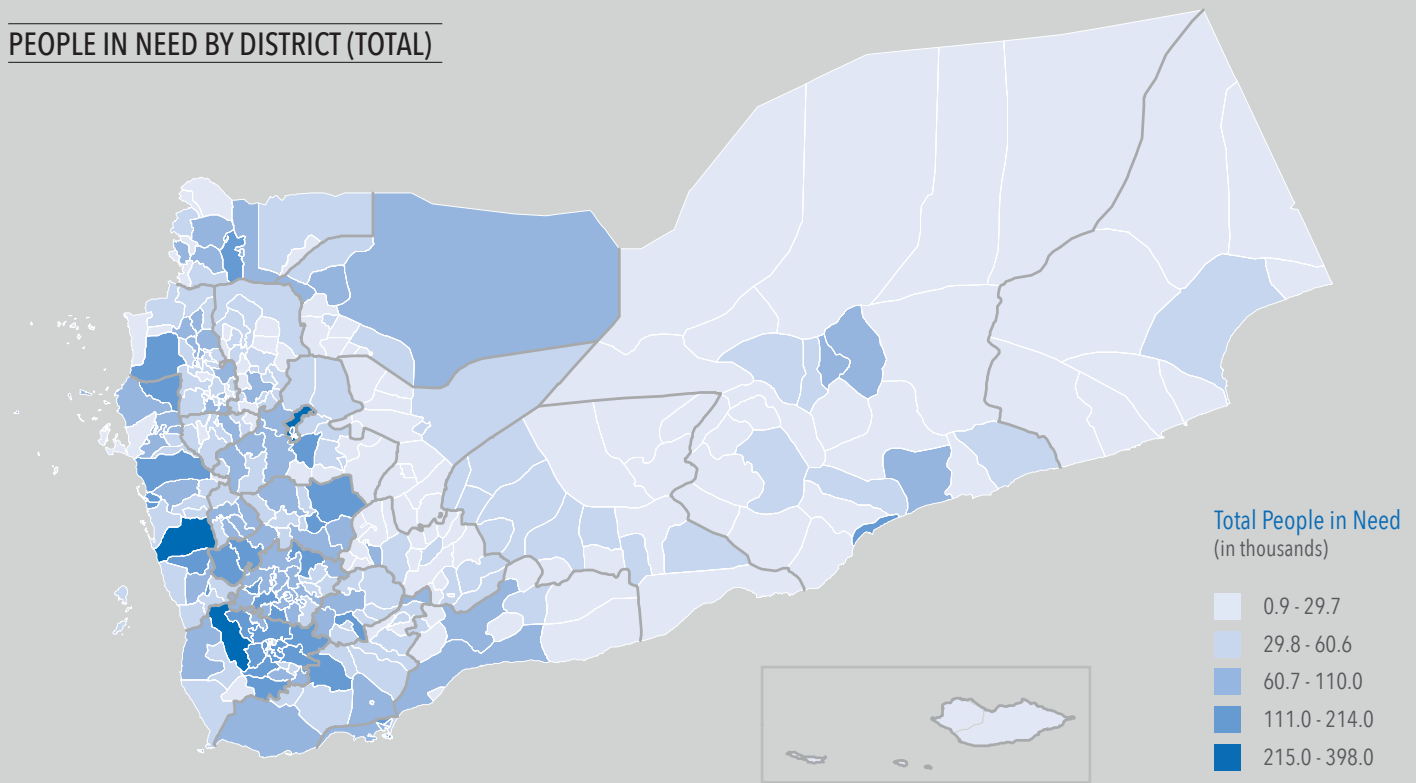 PEOPLE IN NEED BY DISTRICT (TOTAL)
Total People in Need
(in thousands)
0.9 - 29.7
29.8 - 60.6
60.7 - 110.0
111.0 - 214.0
215.0 - 398.0